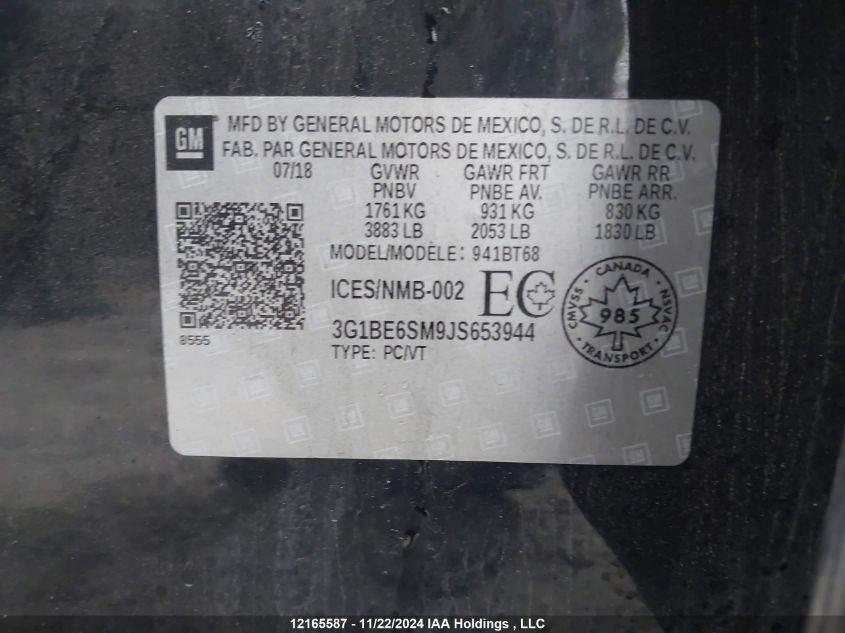 GM
MFD BY GENERAL MOTORS DE MEXICO, S. DE R.L. DE C.V.
FAB. PAR GENERAL MOTORS DE MEXICO, S. DE R.L. DE C.V.
07/18 GVWR GAWR FRT GAWR RR
PNBV PNBE AV. PNBE ARR.
1761 KG 931 KG 830 KG
3883 LB 2053 LB 1830 LB
MODEL/MODÈLE: 941BT68
ICES/NMB-002 EC
CANADA
CMVSS 985 NSVAC
TRANSPORT
3G1BE6SM9JS653944
8555
TYPE: PC/VT
12165587 - 11/22/2024 IAA Holdings , LLC